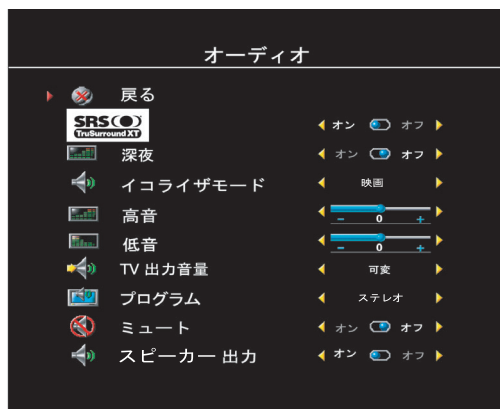 オーディオ
戻る
SRS(●)
TruSurround XT
オン オフ
深夜 オン オフ
イコライザモード 映画
高音 - 0 +
低音 - 0 +
TV 出力音量 可変
プログラム ステレオ
ミュート オン オフ
スピーカー 出力 オン オフ